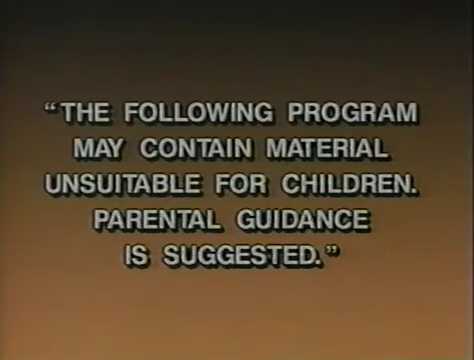 “THE FOLLOWING PROGRAM
MAY CONTAIN MATERIAL
UNSUITABLE FOR CHILDREN.
PARENTAL GUIDANCE
IS SUGGESTED.”